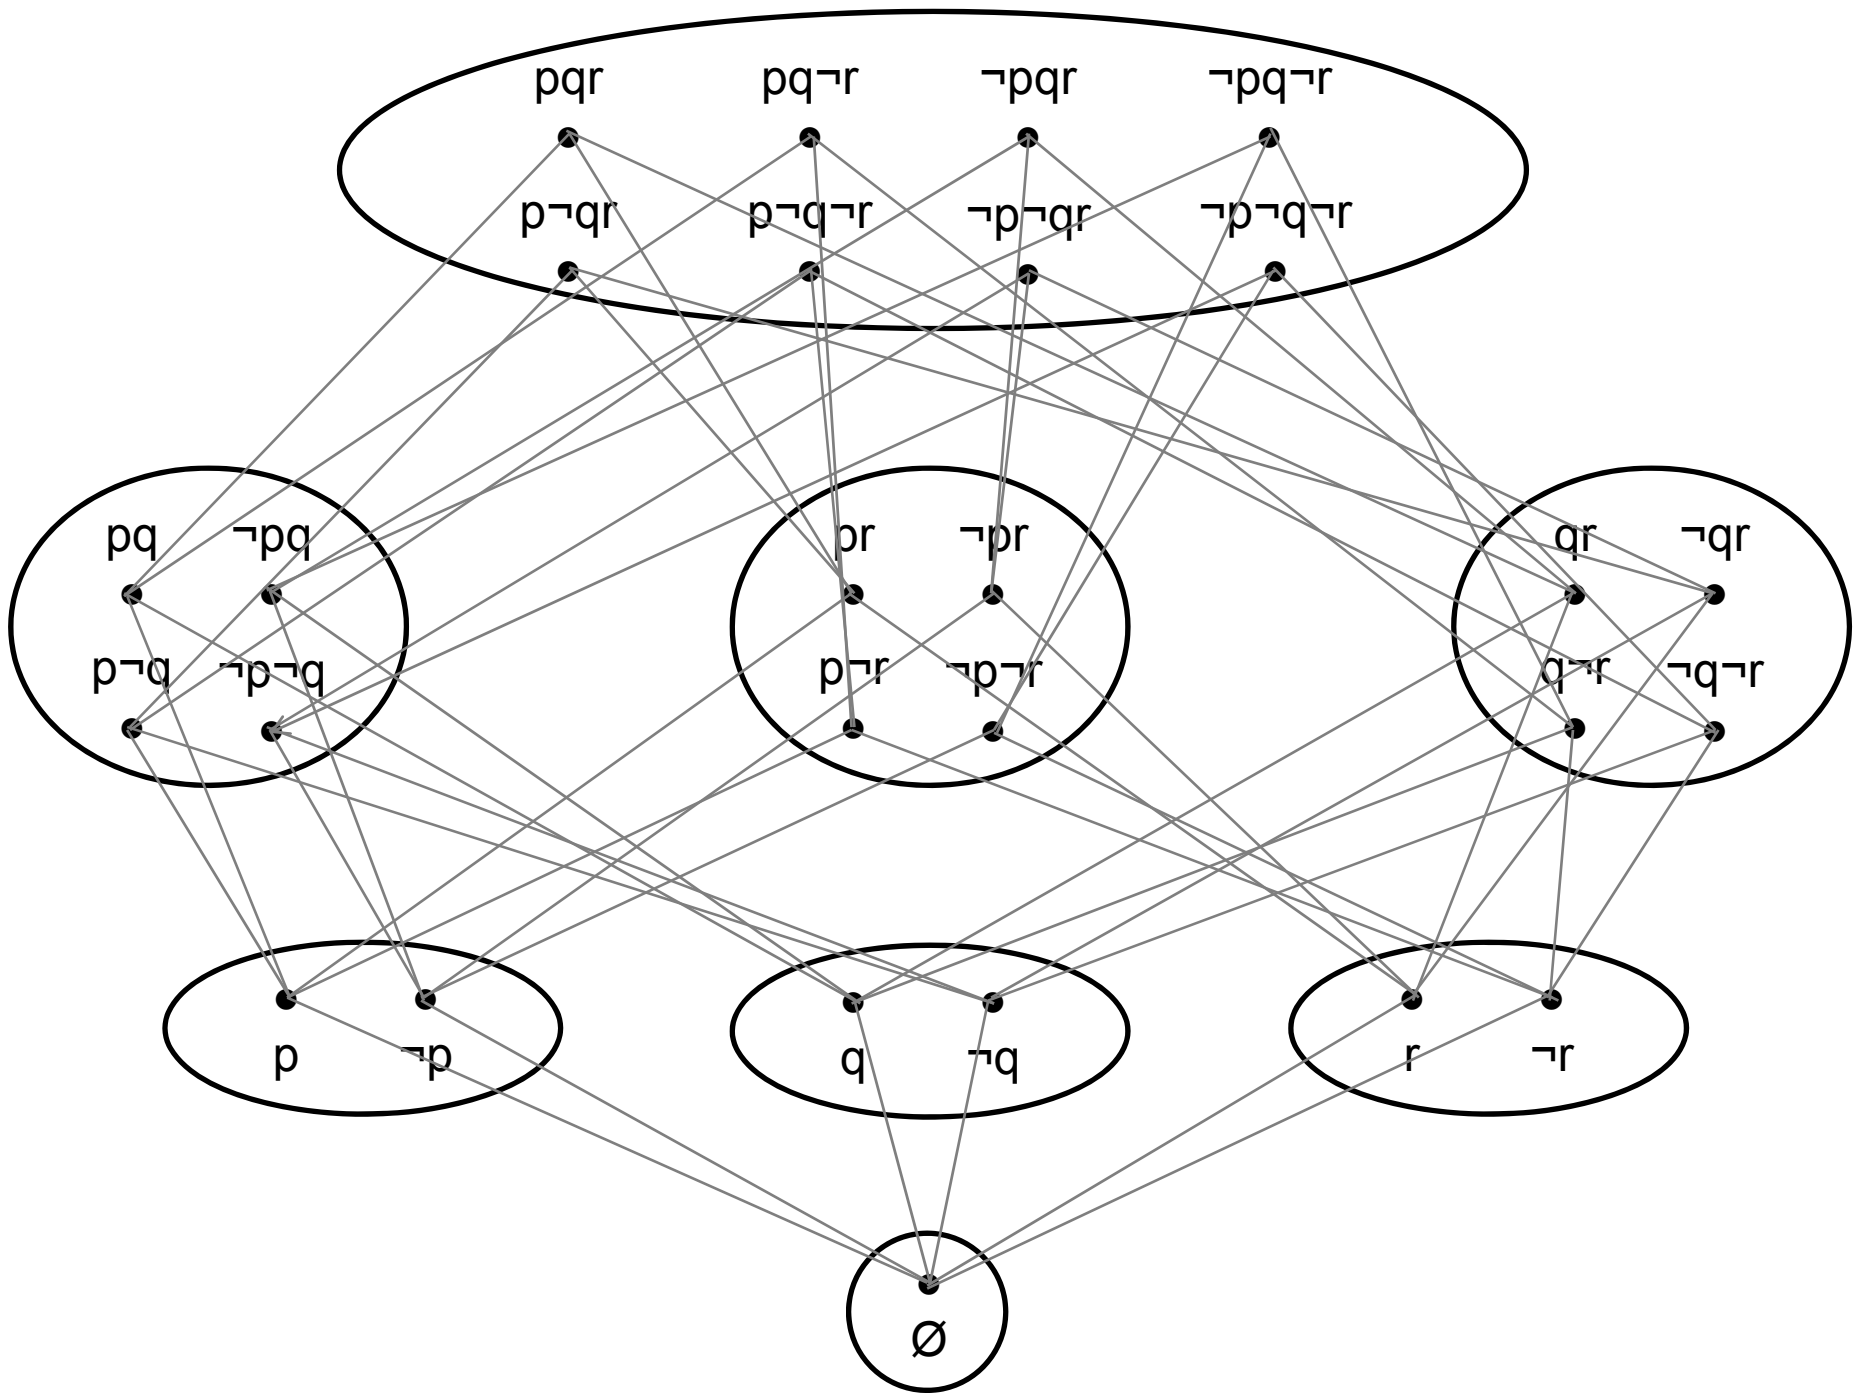 pqr pq¬r ¬pqr ¬pq¬r
p¬qr p¬q¬r ¬p¬qr ¬p¬q¬r
pq ¬pq pr ¬pr qr ¬qr
p¬q ¬p¬q p¬r ¬p¬r q¬r ¬q¬r
p ¬p q ¬q r ¬r
Ø